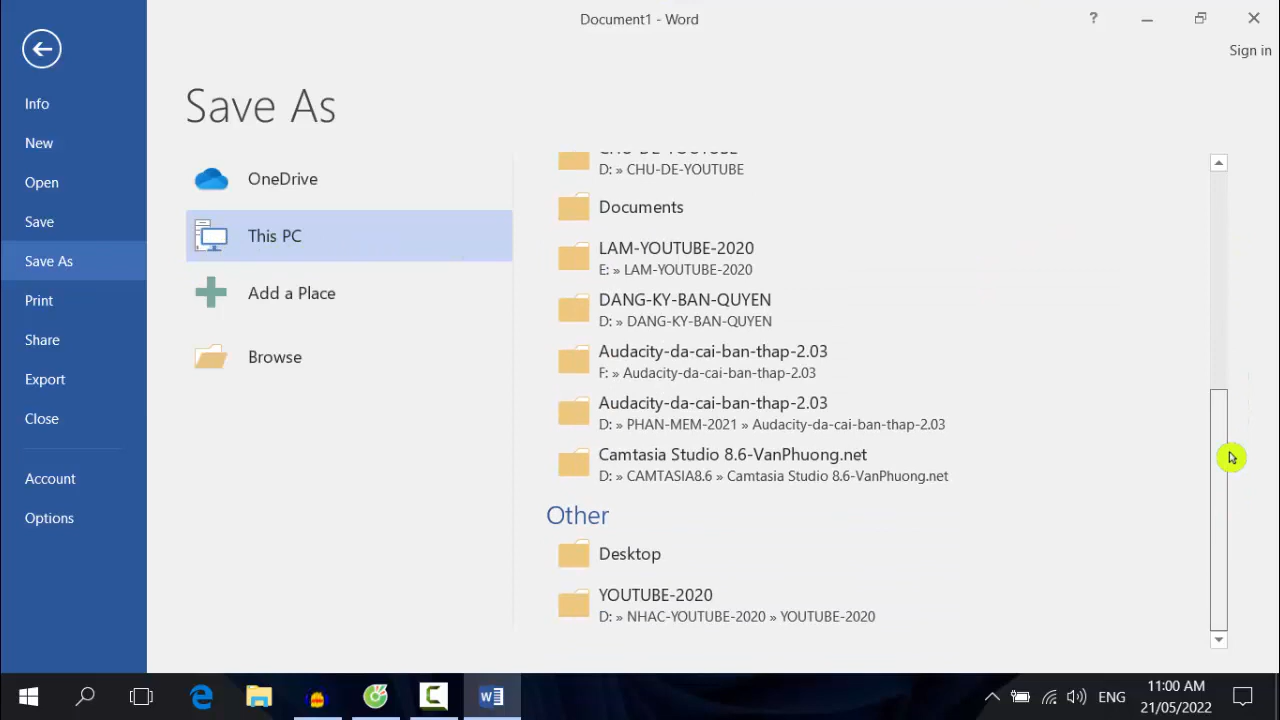 Document1 - Word
?
Sign in
Info
New
Open
Save
Save As
Print
Share
Export
Close
Account
Options
Save As
OneDrive
This PC
Add a Place
Browse
CHU-DE-YOUTUBE
D: » CHU-DE-YOUTUBE
Documents
LAM-YOUTUBE-2020
E: » LAM-YOUTUBE-2020
DANG-KY-BAN-QUYEN
D: » DANG-KY-BAN-QUYEN
Audacity-da-cai-ban-thap-2.03
F: » Audacity-da-cai-ban-thap-2.03
Audacity-da-cai-ban-thap-2.03
D: » PHAN-MEM-2021 » Audacity-da-cai-ban-thap-2.03
Camtasia Studio 8.6-VanPhuong.net
D: » CAMTASIA8.6 » Camtasia Studio 8.6-VanPhuong.net
Other
Desktop
YOUTUBE-2020
D: » NHAC-YOUTUBE-2020 » YOUTUBE-2020
ENG
11:00 AM
21/05/2022